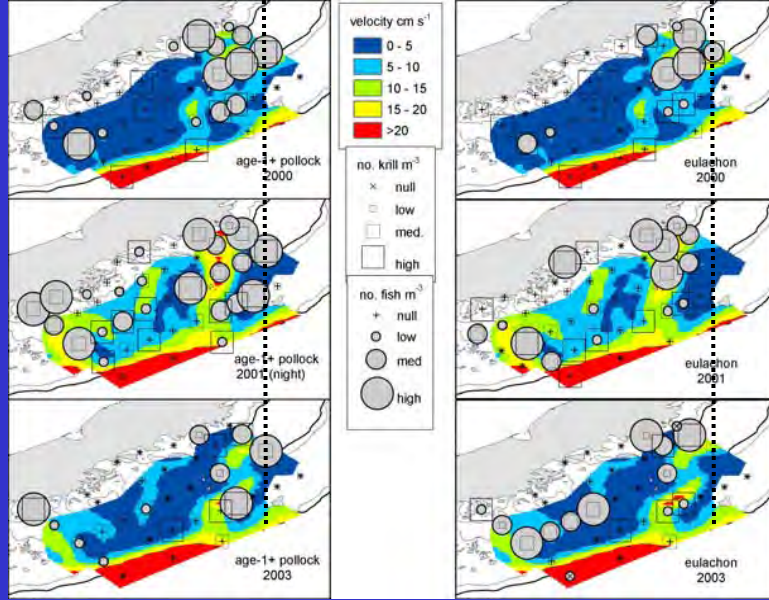 age-1+ pollock
2000
age-1+ pollock
2001 (night)
age-1+ pollock
2003
velocity cm s⁻¹
0 - 5
5 - 10
10 - 15
15 - 20
>20
no. krill m⁻³
null
low
med.
high
no. fish m⁻³
null
low
med
high
eulachon
2000
eulachon
2001
eulachon
2003